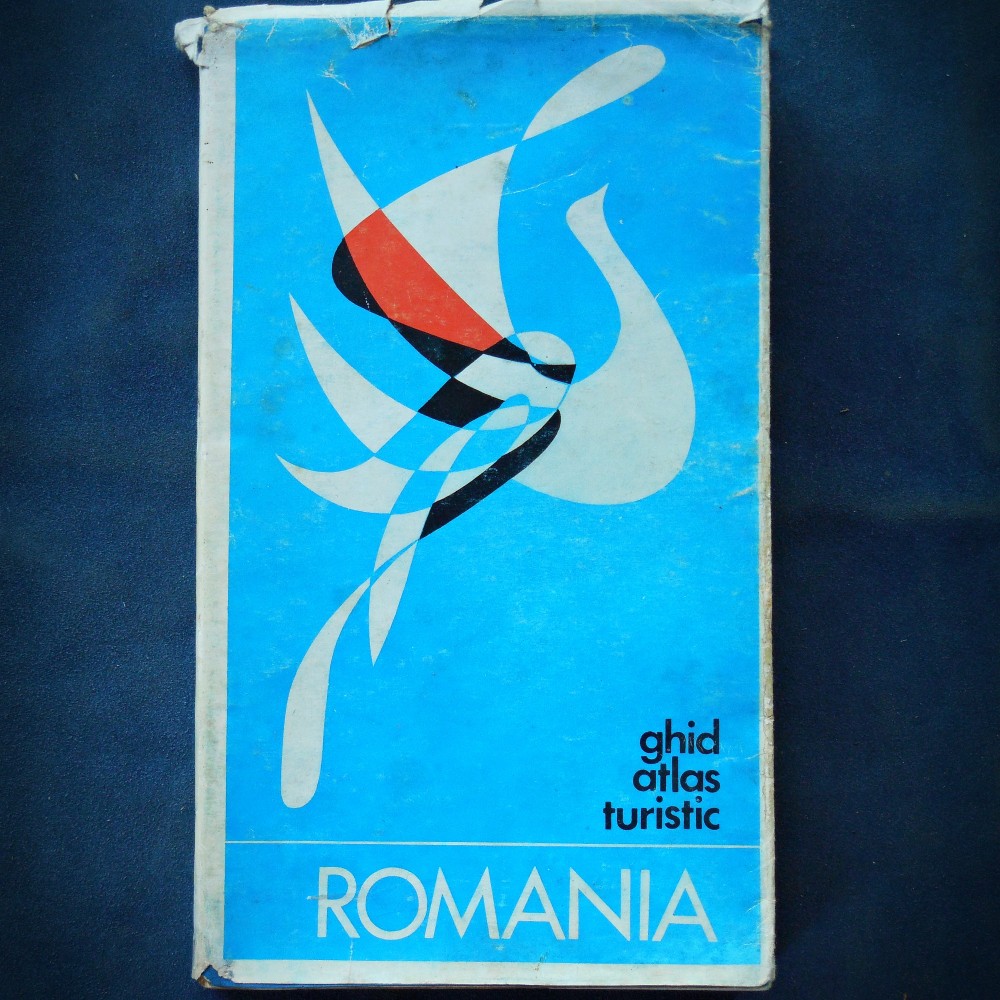 ghid
atlas
turistic
ROMANIA